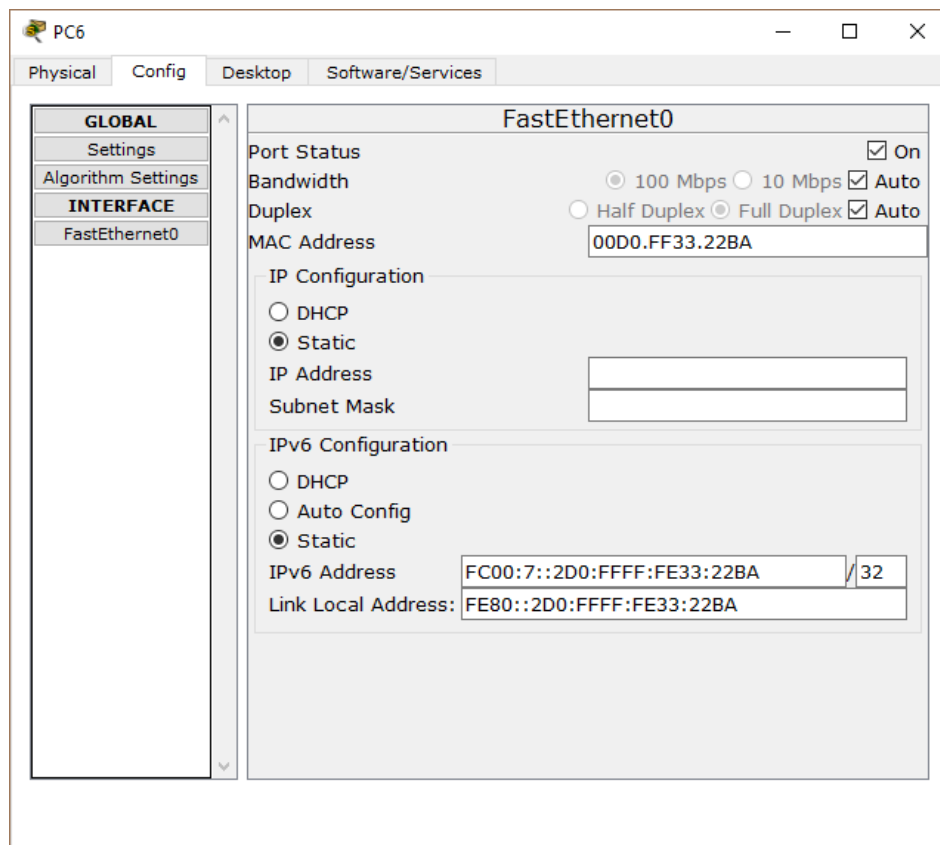 PC6
Physical Config Desktop Software/Services
GLOBAL
Settings
Algorithm Settings
INTERFACE
FastEthernet0
FastEthernet0
Port Status On
Bandwidth 100 Mbps 10 Mbps Auto
Duplex Half Duplex Full Duplex Auto
MAC Address 00D0.FF33.22BA
IP Configuration
DHCP
Static
IP Address
Subnet Mask
IPv6 Configuration
DHCP
Auto Config
Static
IPv6 Address FC00:7::2D0:FFFF:FE33:22BA / 32
Link Local Address: FE80::2D0:FFFF:FE33:22BA